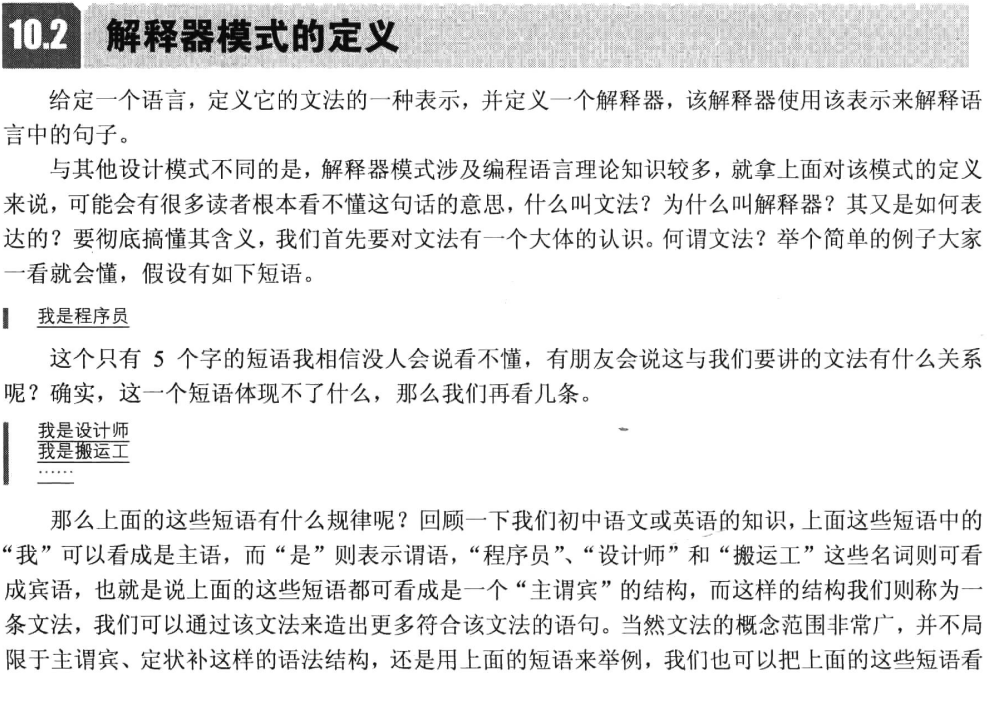 10.2 解释器模式的定义
给定一个语言，定义它的文法的一种表示，并定义一个解释器，该解释器使用该表示来解释语
言中的句子。
与其他设计模式不同的是，解释器模式涉及编程语言理论知识较多，就拿上面对该模式的定义
来说，可能会有很多读者根本看不懂这句话的意思，什么叫文法？为什么叫解释器？其又是如何表
达的？要彻底搞懂其含义，我们首先要对文法有一个大体的认识。何谓文法？举个简单的例子大家
一看就会懂，假设有如下短语。
我是程序员
这个只有 5 个字的短语我相信没人会说看不懂，有朋友会说这与我们要讲的文法有什么关系
呢？确实，这一个短语体现不了什么，那么我们再看几条。
我是设计师
我是搬运工
……
那么上面的这些短语有什么规律呢？回顾一下我们初中语文或英语的知识，上面这些短语中的
“我”可以看成是主语，而“是”则表示谓语，“程序员”、“设计师”和“搬运工”这些名词则可看
成宾语，也就是说上面的这些短语都可看成是一个“主谓宾”的结构，而这样的结构我们则称为一
条文法，我们可以通过该文法来造出更多符合该文法的语句。当然文法的概念范围非常广，并不局
限于主谓宾、定状补这样的语法结构，还是用上面的短语来举例，我们也可以把上面的这些短语看